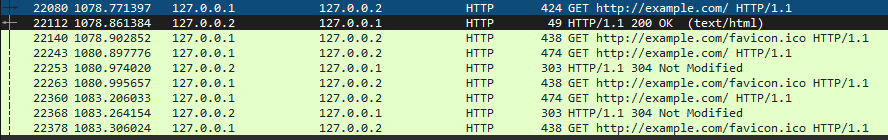 22080 1078.771397 127.0.0.1 127.0.0.2 HTTP 424 GET http://example.com/ HTTP/1.1
22112 1078.861384 127.0.0.2 127.0.0.1 HTTP 49 HTTP/1.1 200 OK (text/html)
22140 1078.902852 127.0.0.1 127.0.0.2 HTTP 438 GET http://example.com/favicon.ico HTTP/1.1
22243 1080.897776 127.0.0.1 127.0.0.2 HTTP 474 GET http://example.com/ HTTP/1.1
22253 1080.974020 127.0.0.2 127.0.0.1 HTTP 303 HTTP/1.1 304 Not Modified
22263 1080.995657 127.0.0.1 127.0.0.2 HTTP 438 GET http://example.com/favicon.ico HTTP/1.1
22360 1083.206033 127.0.0.1 127.0.0.2 HTTP 474 GET http://example.com/ HTTP/1.1
22368 1083.264154 127.0.0.2 127.0.0.1 HTTP 303 HTTP/1.1 304 Not Modified
22378 1083.306024 127.0.0.1 127.0.0.2 HTTP 438 GET http://example.com/favicon.ico HTTP/1.1